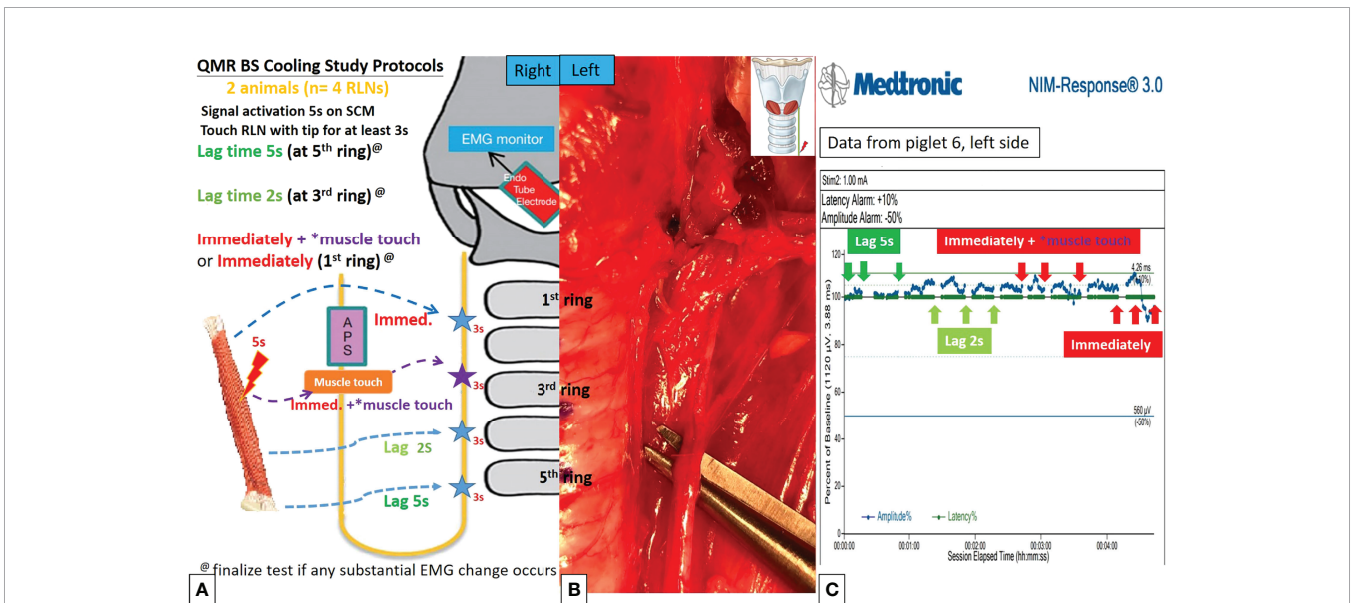 QMR BS Cooling Study Protocols
2 animals (n= 4 RLNs)
Signal activation 5s on SCM
Touch RLN with tip for at least 3s
Lag time 5s (at 5th ring)@
Lag time 2s (at 3rd ring) @
Immediately + *muscle touch
or Immediately (1st ring) @
EMG monitor
Endo
Tube
Electrode
1st ring
APS
Immed.
3s
5s
Muscle touch
3s
3rd ring
Immed. +*muscle touch
3s
Lag 2S
5th ring
Lag 5s
3s
@ finalize test if any substantial EMG change occurs
A
Right
Left
B
Medtronic
NIM-Response® 3.0
Data from piglet 6, left side
Stim2: 1.00 mA
Latency Alarm: +10%
Amplitude Alarm: -50%
Lag 5s
Immediately + *muscle touch
120
4.26 ms
(+10%)
100
Lag 2s
Immediately
80
60
560 µV
(-50%)
40
20
0
Percent of Baseline (1120 µV, 3.88 ms)
Amplitude%
Latency%
00:00:00
00:01:00
00:02:00
00:03:00
00:04:00
Session Elapsed Time (hh:mm:ss)
C